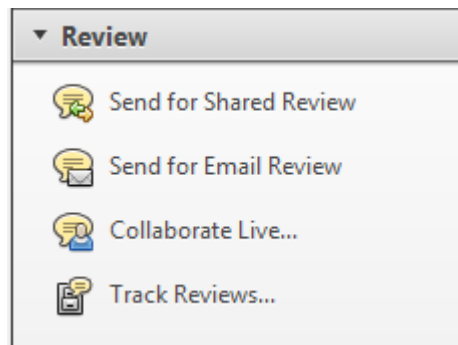 Review
Send for Shared Review
Send for Email Review
Collaborate Live...
Track Reviews...